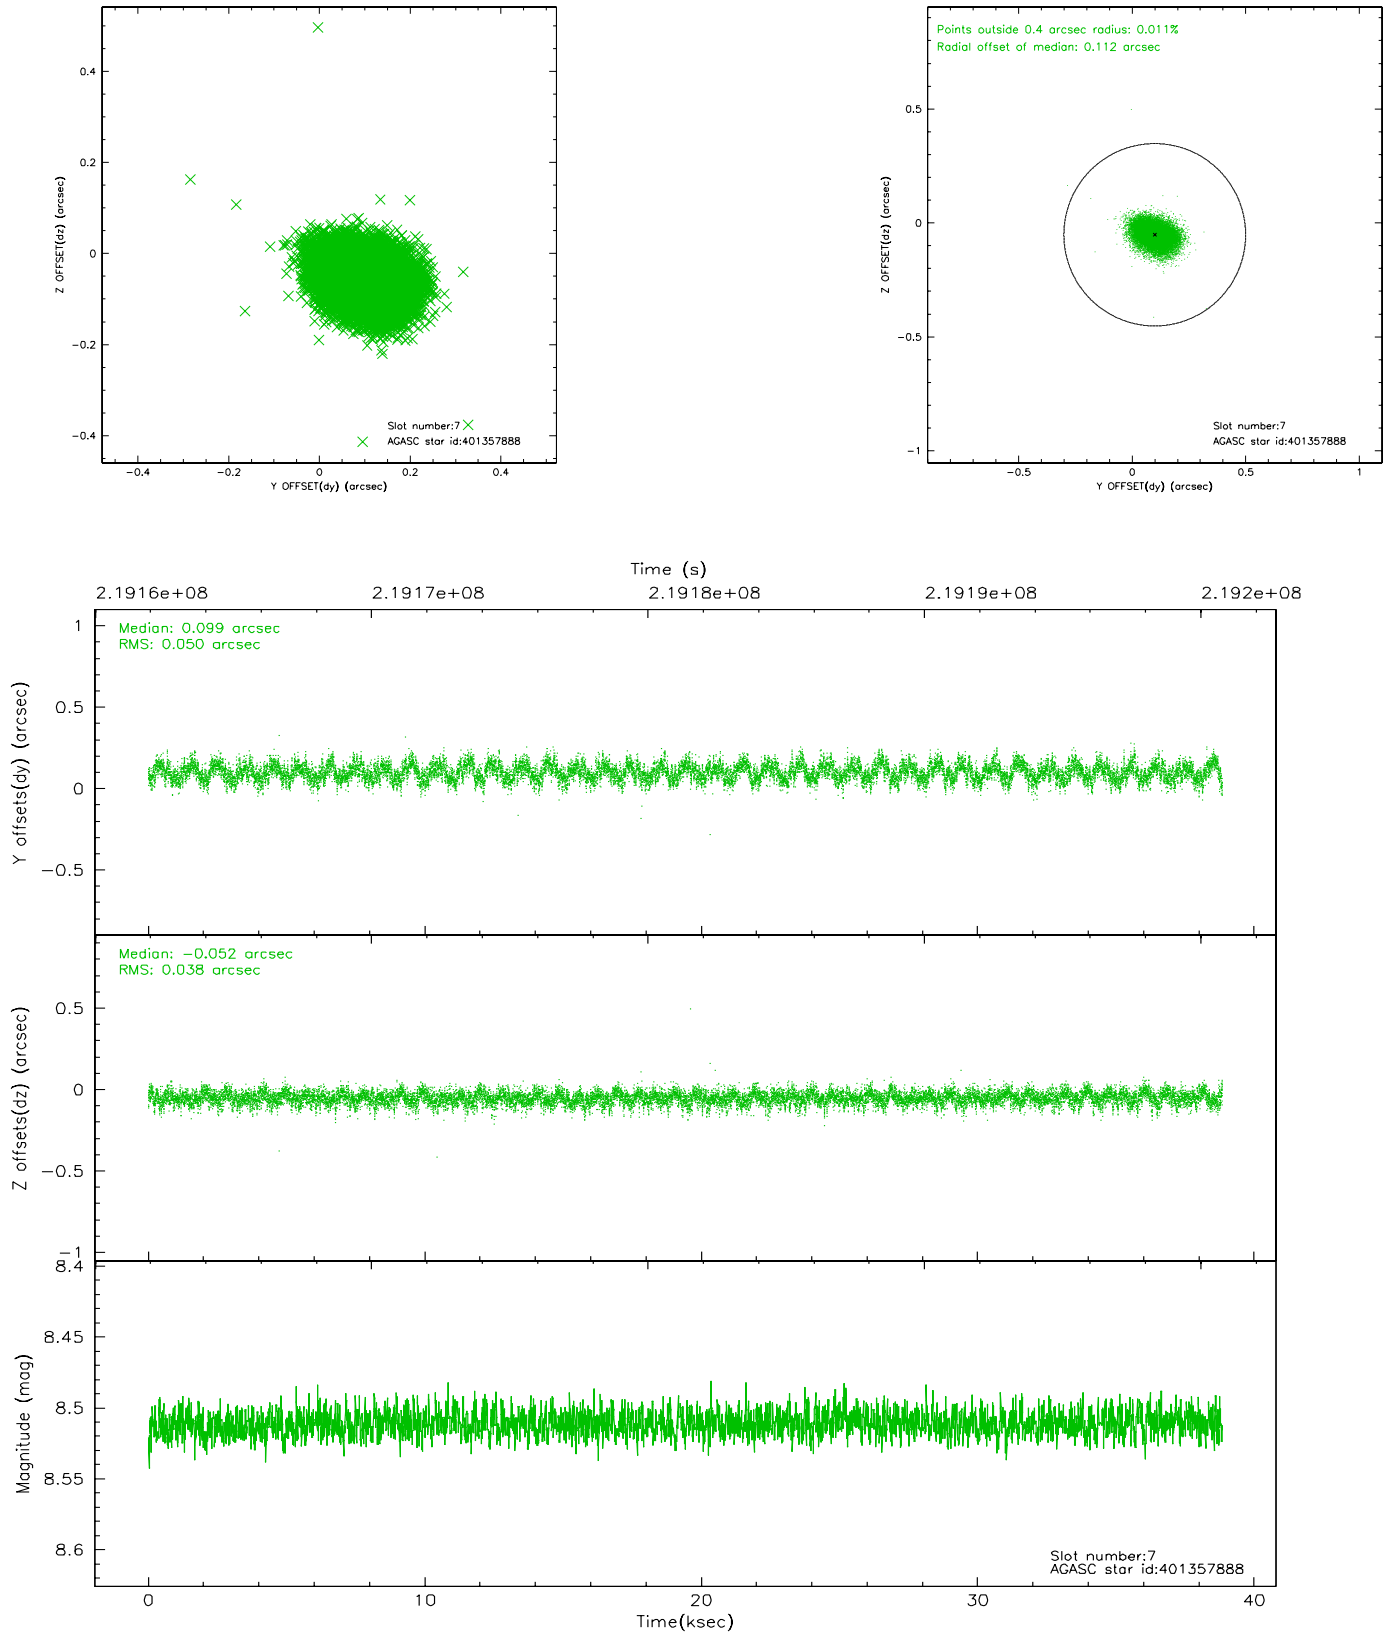 0.4
0.2
0
−0.2
−0.4
Z OFFSET(dz) (arcsec)
Slot number:7
AGASC star id:401357888
−0.4
−0.2
0
0.2
0.4
Y OFFSET(dy) (arcsec)
Points outside 0.4 arcsec radius: 0.011%
Radial offset of median: 0.112 arcsec
0.5
0
−0.5
−1
Z OFFSET(dz) (arcsec)
Slot number:7
AGASC star id:401357888
−0.5
0
0.5
1
Y OFFSET(dy) (arcsec)
Time (s)
2.1916e+08
2.1917e+08
2.1918e+08
2.1919e+08
2.192e+08
Median: 0.099 arcsec
RMS: 0.050 arcsec
1
0.5
0
−0.5
Y offsets(dy) (arcsec)
Median: −0.052 arcsec
RMS: 0.038 arcsec
0.5
0
−0.5
−1
Z offsets(dz) (arcsec)
8.4
8.45
8.5
8.55
8.6
Magnitude (mag)
Slot number:7
AGASC star id:401357888
0
10
20
30
40
Time(ksec)